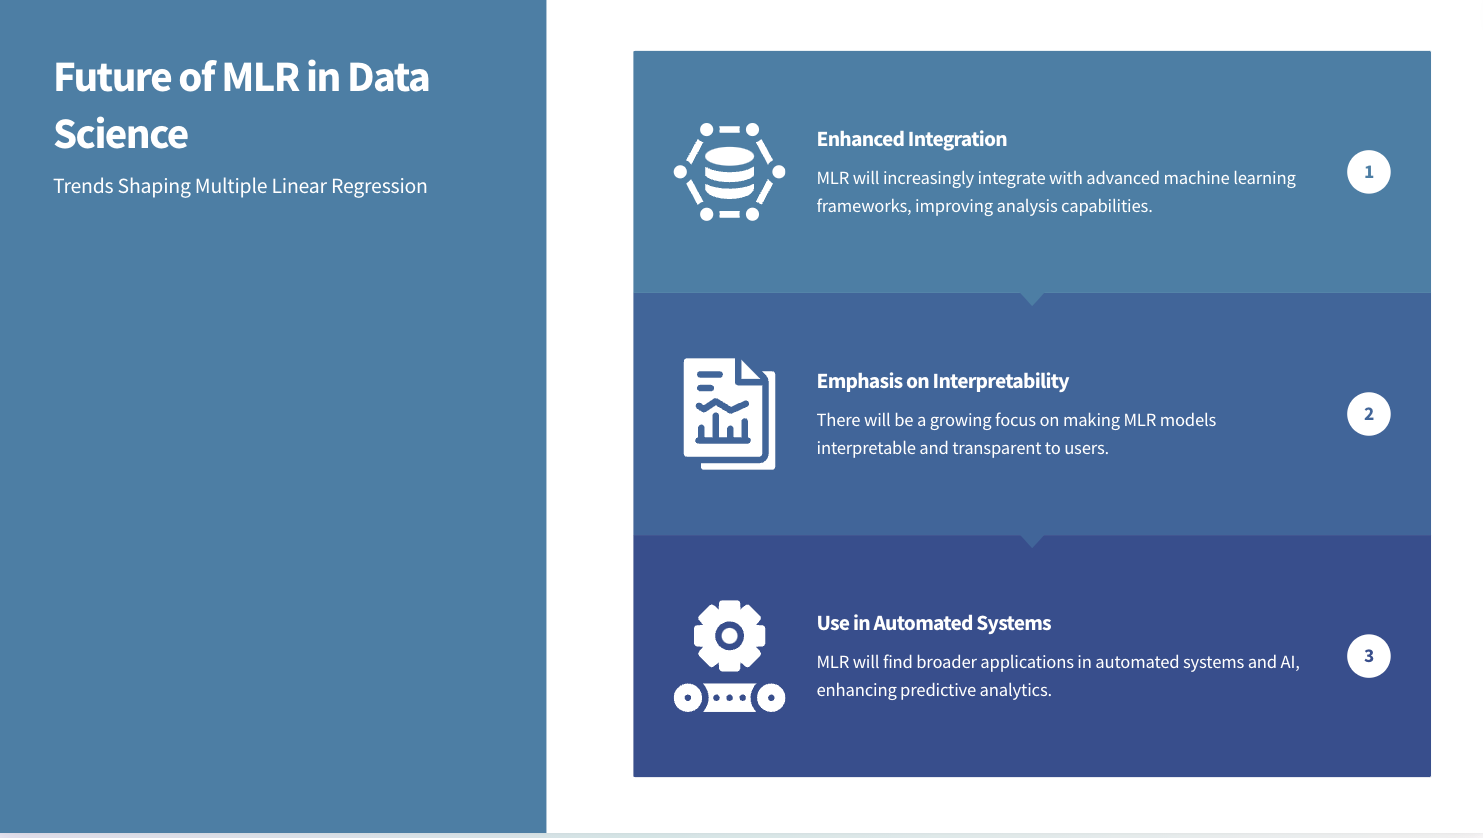 Future of MLR in Data
Science
Trends Shaping Multiple Linear Regression
Enhanced Integration
MLR will increasingly integrate with advanced machine learning
frameworks, improving analysis capabilities.
1
Emphasis on Interpretability
There will be a growing focus on making MLR models
interpretable and transparent to users.
2
Use in Automated Systems
MLR will find broader applications in automated systems and AI,
enhancing predictive analytics.
3